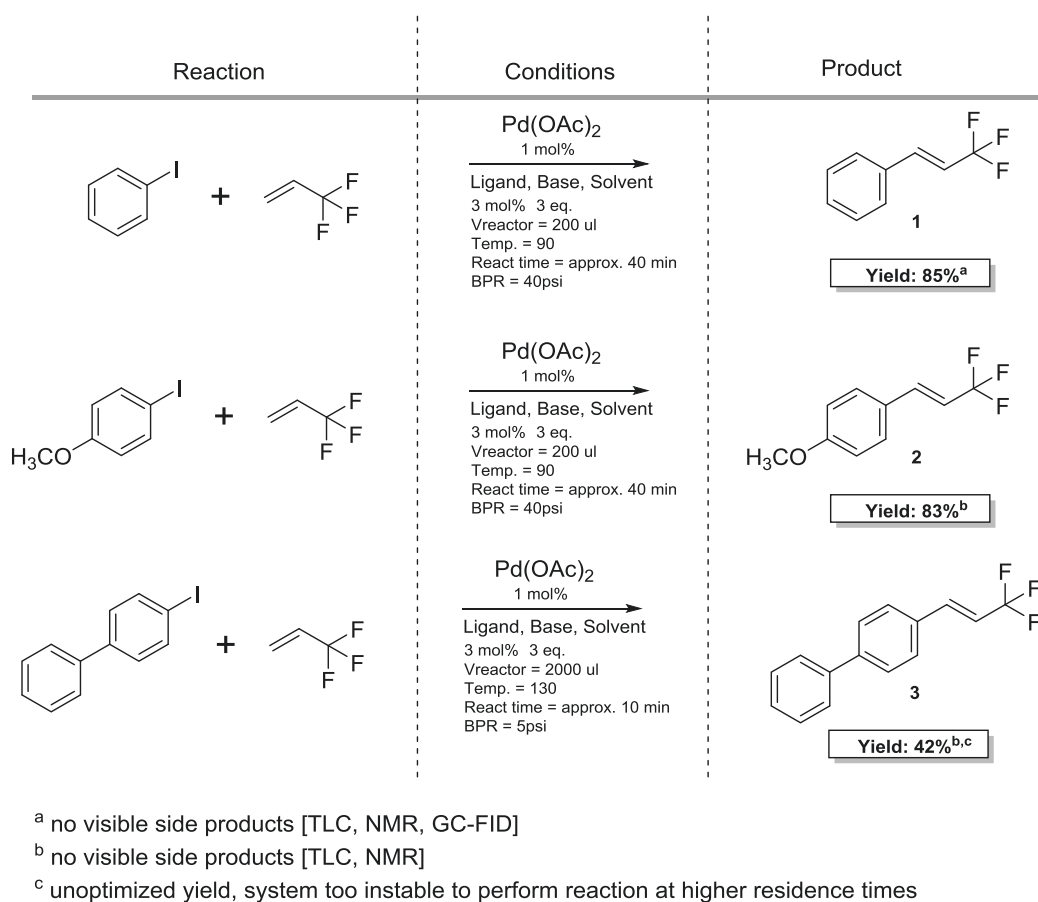 Reaction Conditions Product
Pd(OAc)2
1 mol%
I + F F F
Ligand, Base, Solvent
3 mol% 3 eq.
Vreactor = 200 ul
Temp. = 90
React time = approx. 40 min
BPR = 40psi
F F F
1
Yield: 85%a
Pd(OAc)2
1 mol%
I + F F F
H3CO
Ligand, Base, Solvent
3 mol% 3 eq.
Vreactor = 200 ul
Temp. = 90
React time = approx. 40 min
BPR = 40psi
F F F
H3CO
2
Yield: 83%b
Pd(OAc)2
1 mol%
I + F F F
Ligand, Base, Solvent
3 mol% 3 eq.
Vreactor = 2000 ul
Temp. = 130
React time = approx. 10 min
BPR = 5psi
F F F
3
Yield: 42%b,c
a no visible side products [TLC, NMR, GC-FID]
b no visible side products [TLC, NMR]
c unoptimized yield, system too instable to perform reaction at higher residence times